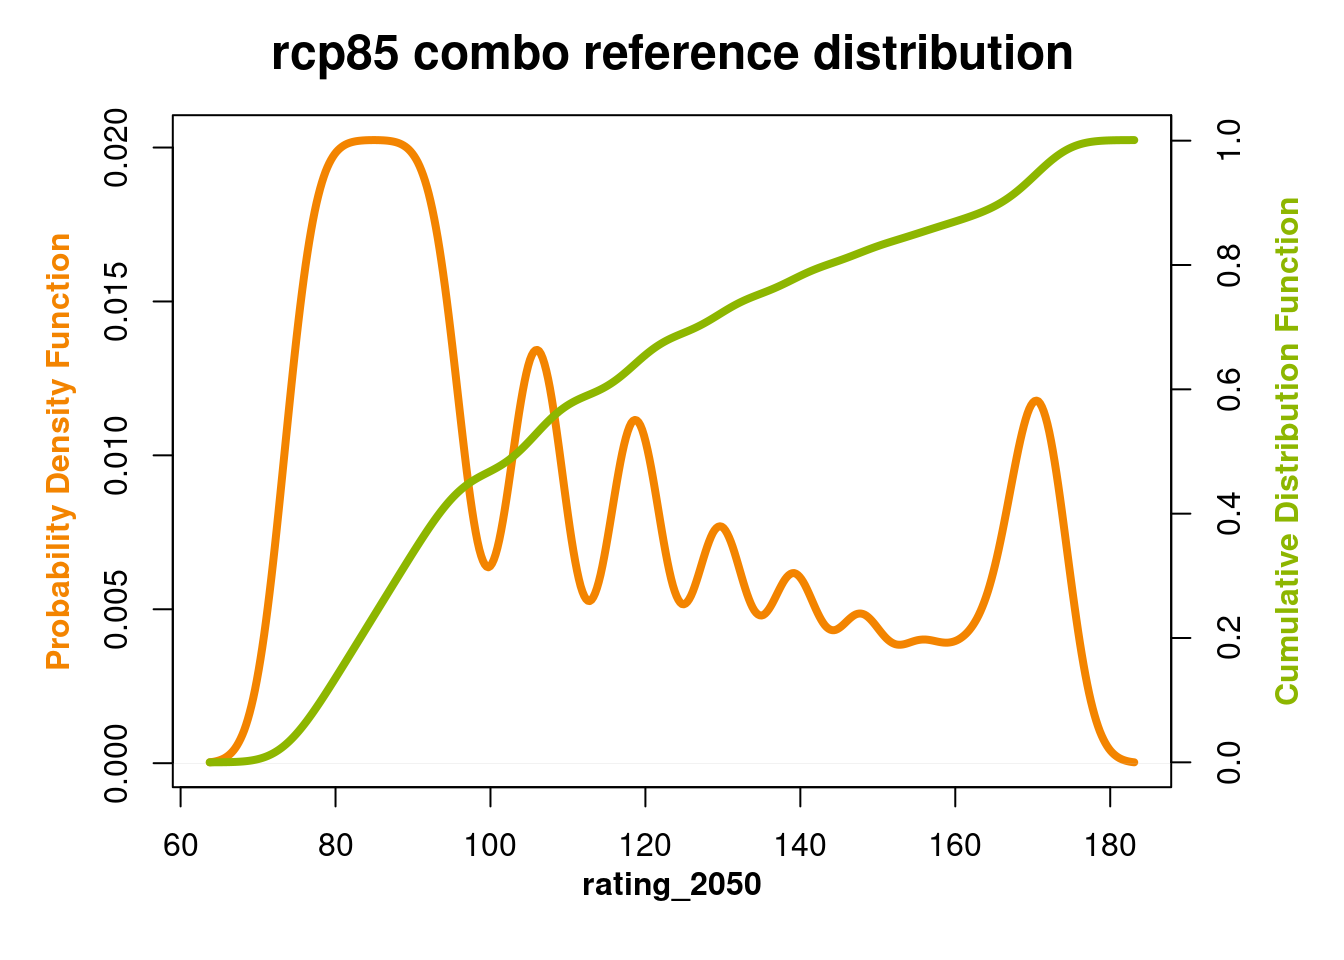 rcp85 combo reference distribution
Probability Density Function
0.020
0.015
0.010
0.005
0.000
1.0
0.8
0.6
0.4
0.2
0.0
Cumulative Distribution Function
60 80 100 120 140 160 180
rating_2050